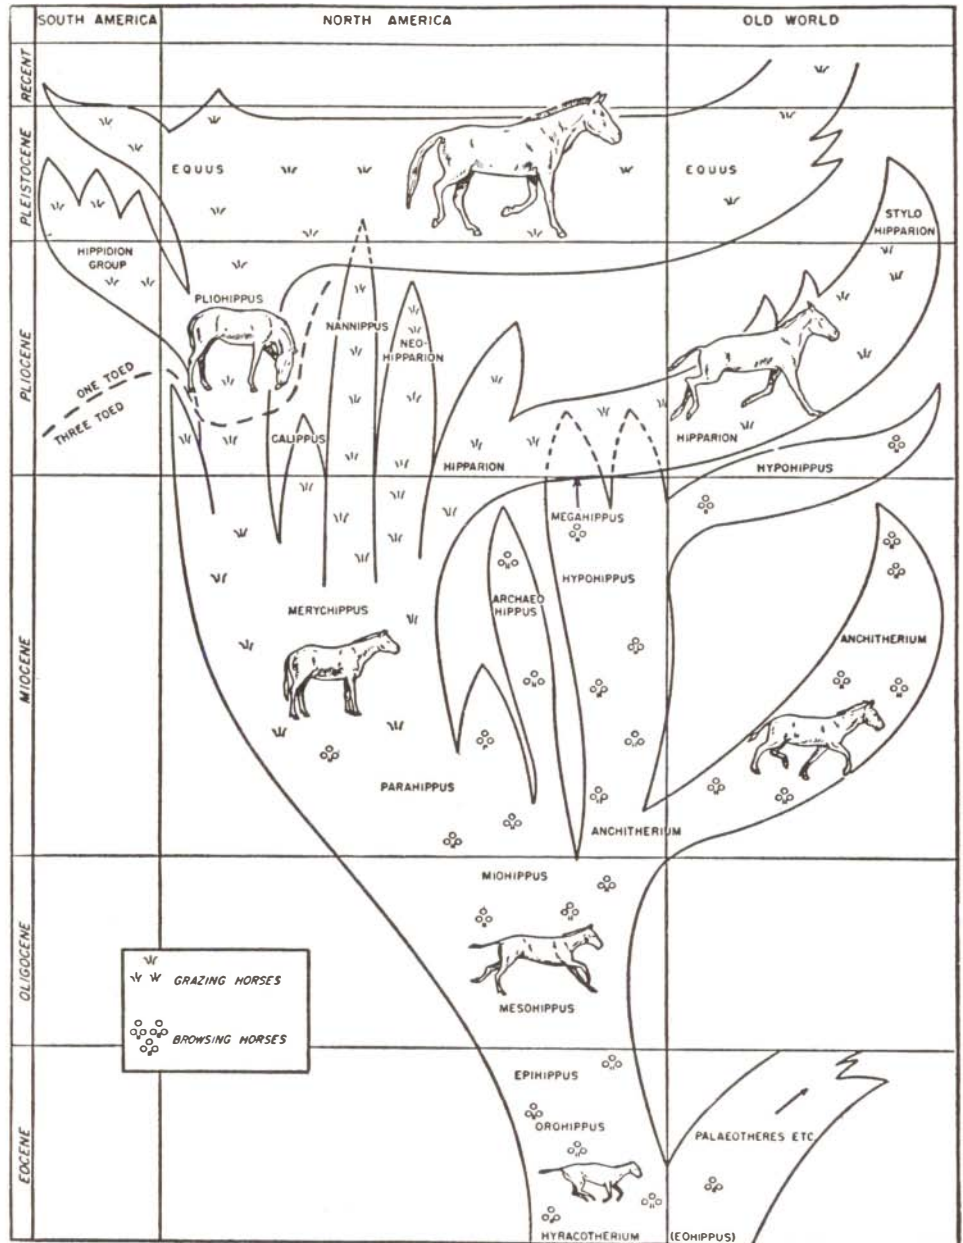 SOUTH AMERICA
NORTH AMERICA
OLD WORLD
RECENT
PLEISTOCENE
PLIOCENE
MIOCENE
OLIGOCENE
EOCENE
EQUUS
EQUUS
STYLO
HIPPARION
HIPPIDION
GROUP
PLIOHIPPUS
NANNIPPUS
NEO-
HIPPARION
ONE TOED
THREE TOED
CALIPPUS
HIPPARION
HIPPARION
HYPOHIPPUS
MEGAHIPPUS
HYPOHIPPUS
ARCHAEO
HIPPUS
MERYCHIPPUS
ANCHITHERIUM
PARAHIPPUS
ANCHITHERIUM
MIOHIPPUS
MESOHIPPUS
GRAZING HORSES
BROWSING HORSES
EPIHIPPUS
OROHIPPUS
PALAEOTHERES ETC.
HYRACOTHERIUM
(EOHIPPUS)